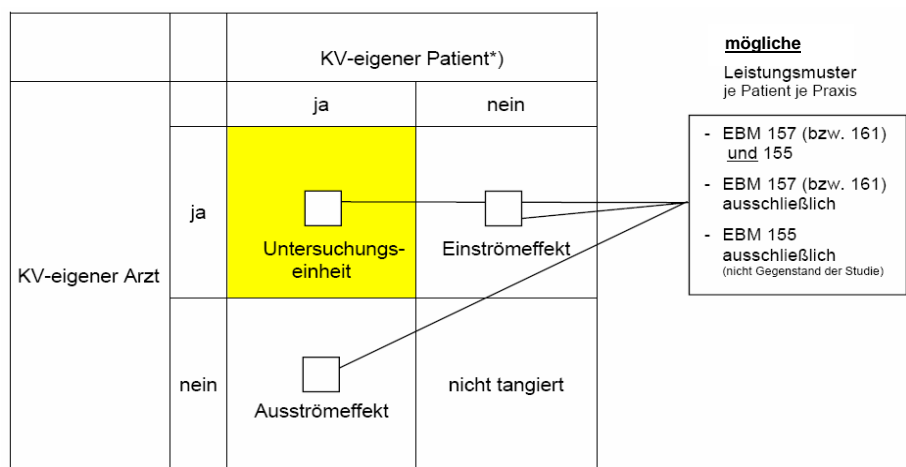 KV-eigener Patient*)
ja
nein
KV-eigener Arzt
ja
Untersuchungs-
einheit
Einströmeffekt
nein
Ausströmeffekt
nicht tangiert
mögliche
Leistungsmuster
je Patient je Praxis
- EBM 157 (bzw. 161)
und 155
- EBM 157 (bzw. 161)
ausschließlich
- EBM 155
ausschließlich
(nicht Gegenstand der Studie)